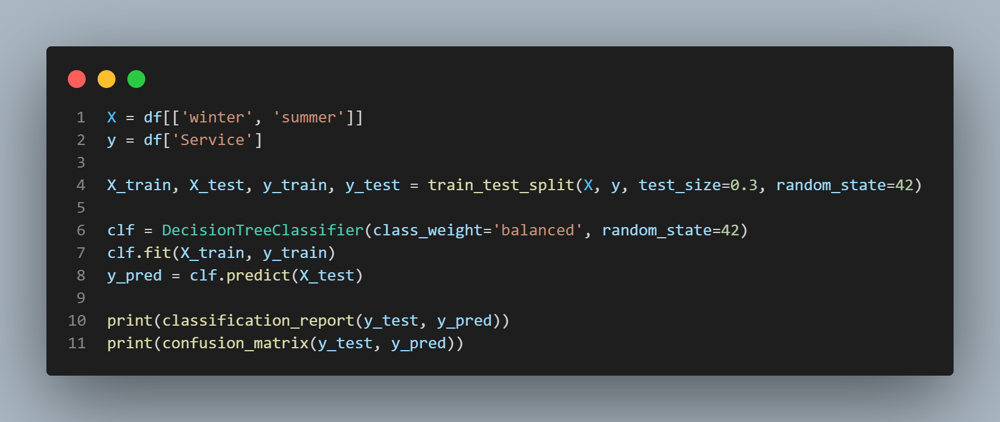 1 X = df[['winter', 'summer']]
2 y = df['Service']
3
4 X_train, X_test, y_train, y_test = train_test_split(X, y, test_size=0.3, random_state=42)
5
6 clf = DecisionTreeClassifier(class_weight='balanced', random_state=42)
7 clf.fit(X_train, y_train)
8 y_pred = clf.predict(X_test)
9
10 print(classification_report(y_test, y_pred))
11 print(confusion_matrix(y_test, y_pred))